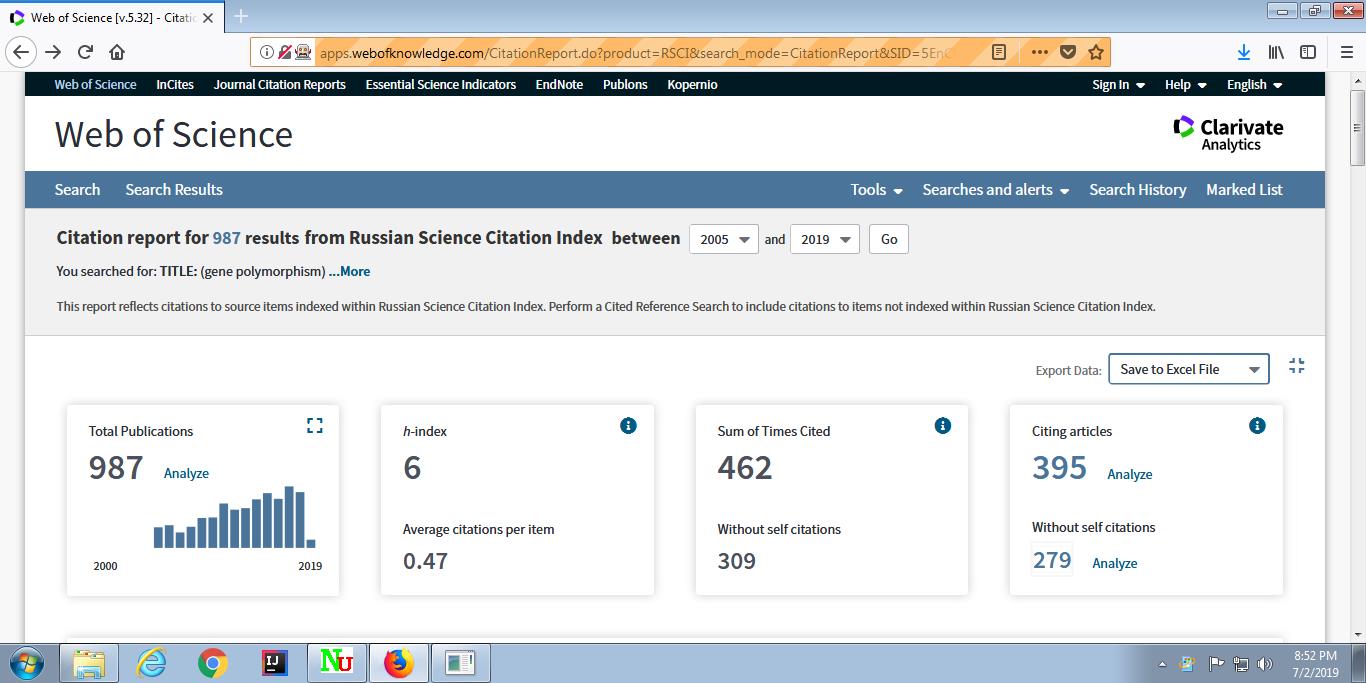 Web of Science [v.5.32] - Citatic
apps.webofknowledge.com/CitationReport.do?product=RSCI&search_mode=CitationReport&SID=5EnC
Web of Science InCites Journal Citation Reports Essential Science Indicators EndNote Publons Kopernio Sign In Help English
Web of Science
Clarivate
Analytics
Search Search Results Tools Searches and alerts Search History Marked List
Citation report for 987 results from Russian Science Citation Index between 2005 and 2019 Go
You searched for: TITLE: (gene polymorphism) ...More
This report reflects citations to source items indexed within Russian Science Citation Index. Perform a Cited Reference Search to include citations to items not indexed within Russian Science Citation Index.
Export Data: Save to Excel File
Total Publications
987 Analyze
2000 2019
h-index
6
Average citations per item
0.47
Sum of Times Cited
462
Without self citations
309
Citing articles
395 Analyze
Without self citations
279 Analyze
IJ
Nu
8:52 PM
7/2/2019